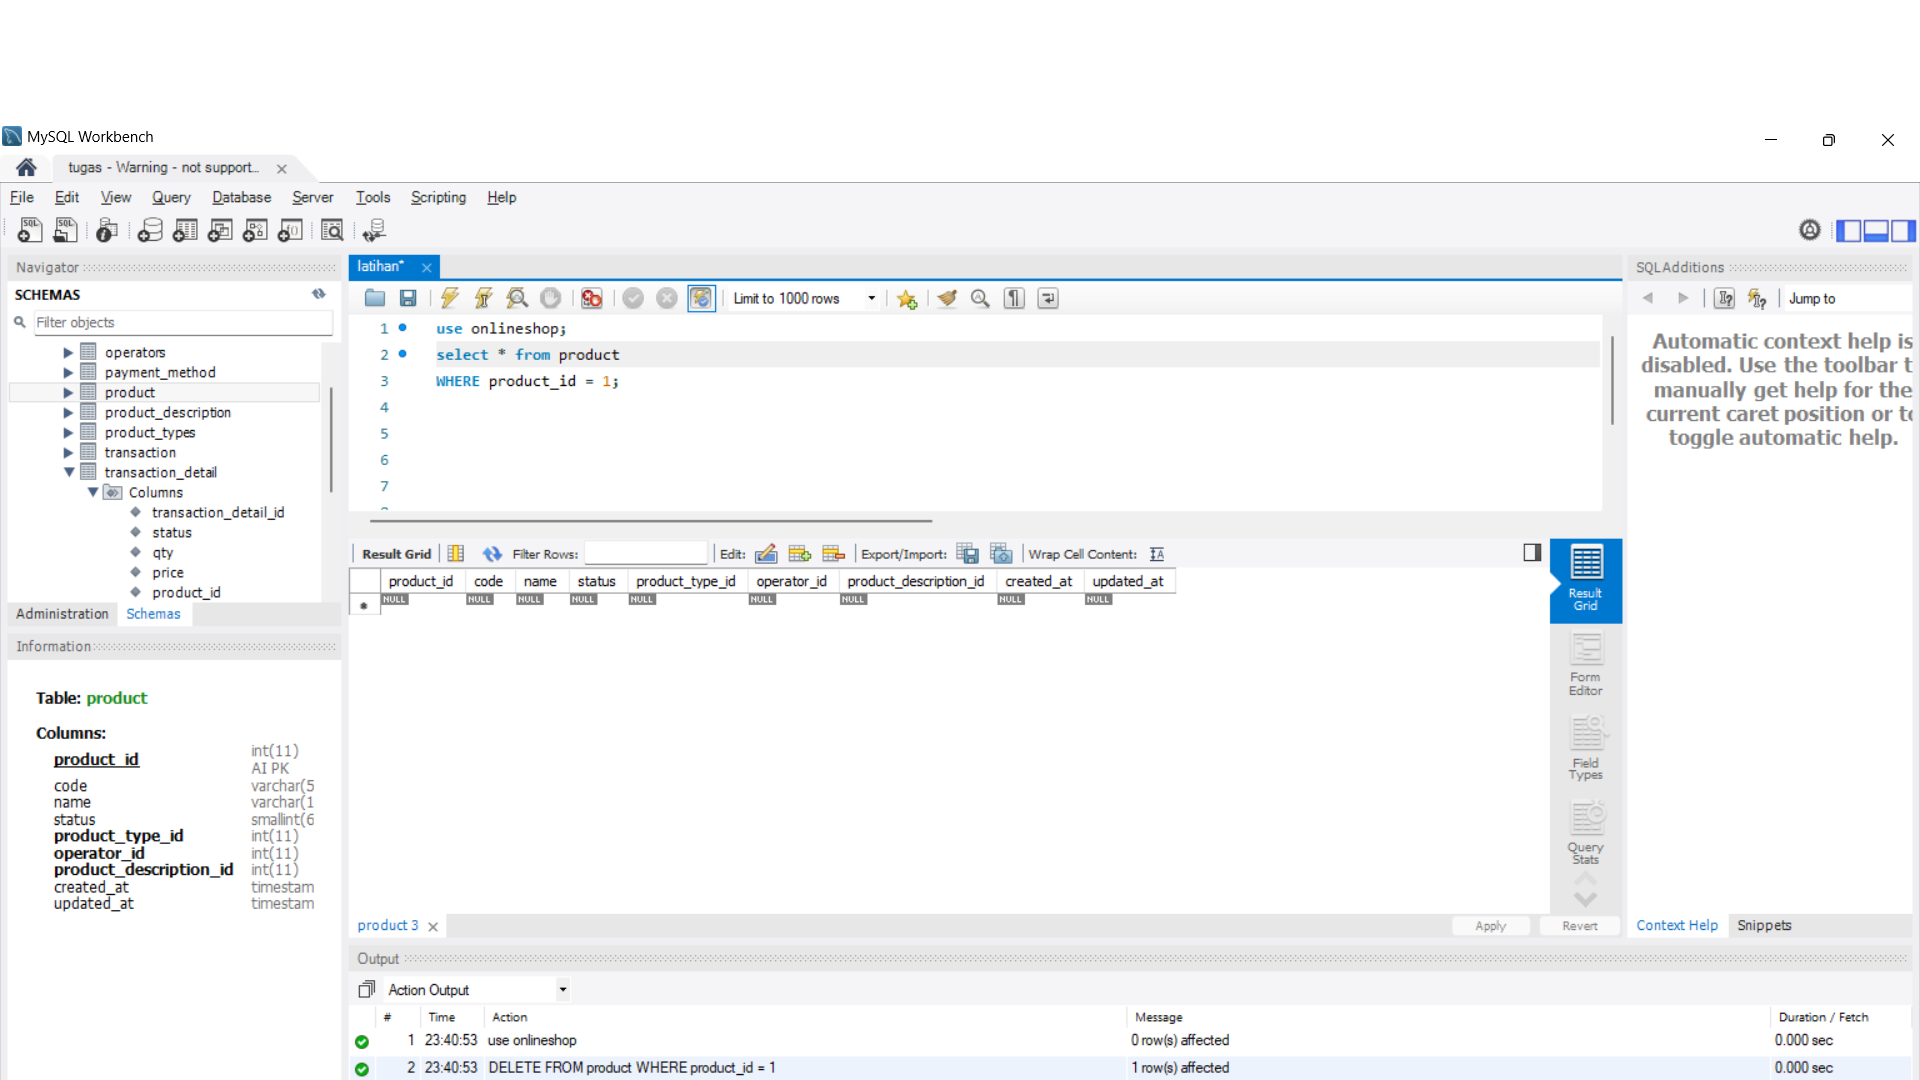 MySQL Workbench
tugas - Warning - not support...
File Edit View Query Database Server Tools Scripting Help
Navigator
SCHEMAS
Filter objects
operators
payment_method
product
product_description
product_types
transaction
transaction_detail
Columns
transaction_detail_id
status
qty
price
product_id
Administration Schemas
Information
Table: product
Columns:
product_id int(11) AI PK
code varchar(5
name varchar(1
status smallint(6
product_type_id int(11)
operator_id int(11)
product_description_id int(11)
created_at timestam
updated_at timestam
latihan*
Limit to 1000 rows
1 use onlineshop;
2 select * from product
3 WHERE product_id = 1;
4
5
6
7
Result Grid Filter Rows: Edit: Export/Import: Wrap Cell Content:
product_id code name status product_type_id operator_id product_description_id created_at updated_at
NULL NULL NULL NULL NULL NULL NULL NULL NULL
Result Grid
Form Editor
Field Types
Query Stats
product 3 Apply Revert
Output
Action Output
# Time Action Message Duration / Fetch
1 23:40:53 use onlineshop 0 row(s) affected 0.000 sec
2 23:40:53 DELETE FROM product WHERE product_id = 1 1 row(s) affected 0.000 sec
SQLAdditions
Jump to
Automatic context help is
disabled. Use the toolbar t
manually get help for the
current caret position or to
toggle automatic help.
Context Help Snippets